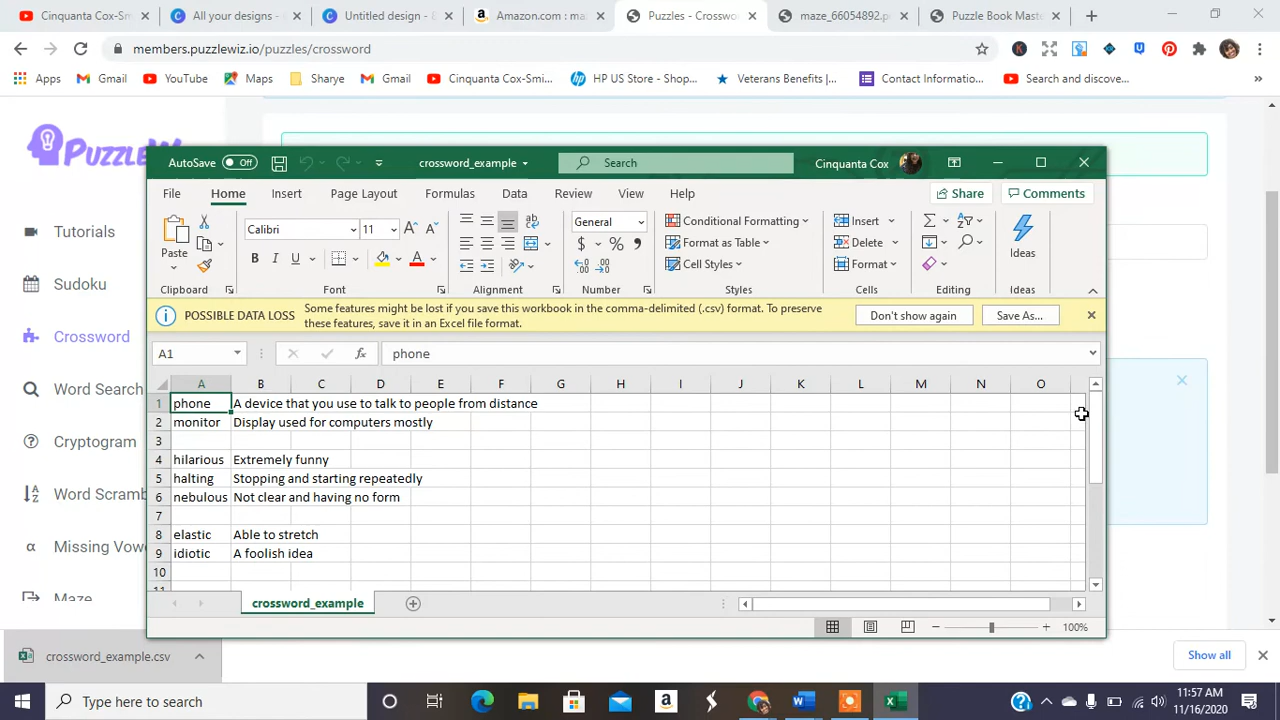 Cinquanta Cox-Smi...
All your designs -
Untitled design -
Amazon.com : ma
Puzzles - Crosswo
maze_66054892.p
Puzzle Book Mast
members.puzzlewiz.io/puzzles/crossword
Apps
Gmail
YouTube
Maps
Sharye
Gmail
Cinquanta Cox-Smi...
HP US Store - Shop...
Veterans Benefits |...
Contact Informatio...
Search and discove...
»
PuzzleW
Tutorials
Sudoku
Crossword
Word Search
Cryptogram
Word Scramb
Missing Vow
Maze
AutoSave Off
crossword_example
Search
Cinquanta Cox
File Home Insert Page Layout Formulas Data Review View Help
Share Comments
Paste
Calibri 11
B I U
A A
ab
General
$ % ,
Conditional Formatting
Format as Table
Cell Styles
Insert
Delete
Format
Ideas
Clipboard Font Alignment Number Styles Cells Editing Ideas
POSSIBLE DATA LOSS Some features might be lost if you save this workbook in the comma-delimited (.csv) format. To preserve
these features, save it in an Excel file format.
Don't show again
Save As...
A1 fx phone
A B C D E F G H I J K L M N O
1 phone A device that you use to talk to people from distance
2 monitor Display used for computers mostly
3
4 hilarious Extremely funny
5 halting Stopping and starting repeatedly
6 nebulous Not clear and having no form
7
8 elastic Able to stretch
9 idiotic A foolish idea
10
11
crossword_example
100%
crossword_example.csv
Show all
Type here to search
11:57 AM
11/16/2020